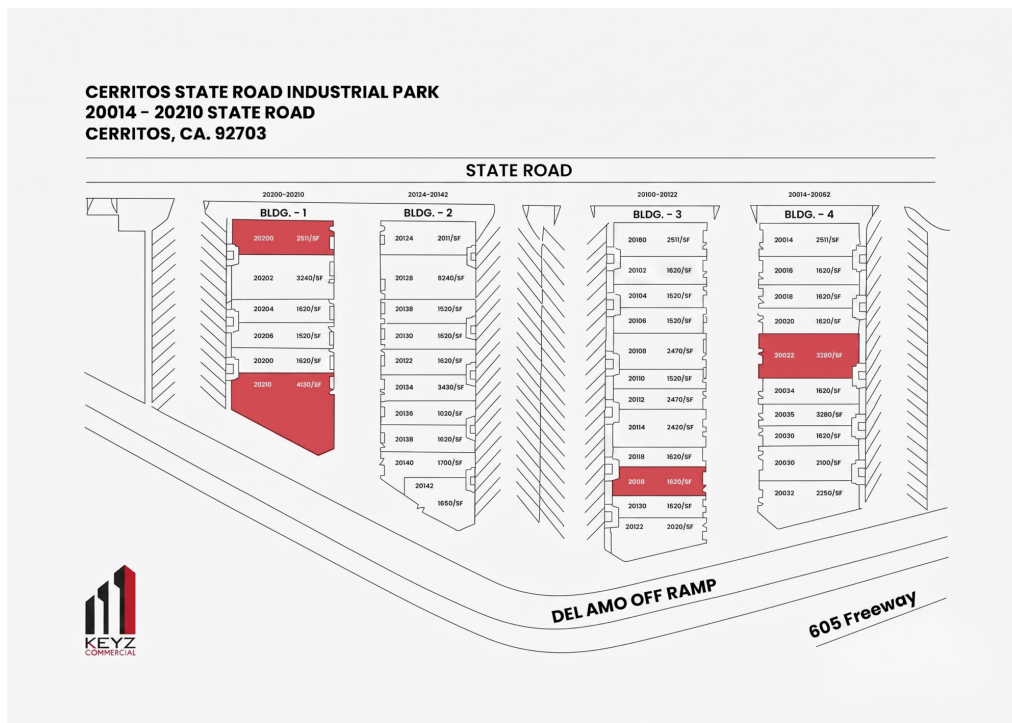 CERRITOS STATE ROAD INDUSTRIAL PARK
20014 - 20210 STATE ROAD
CERRITOS, CA. 92703
STATE ROAD
20200-20210
BLDG. - 1
20200 2511/SF
20202 3240/SF
20204 1620/SF
20206 1520/SF
20200 1620/SF
20210 4130/SF
20124-20142
BLDG. - 2
20124 2011/SF
20128 8240/SF
20138 1520/SF
20130 1620/SF
20122 1620/SF
20134 3430/SF
20136 1020/SF
20138 1620/SF
20140 1700/SF
20142
1650/SF
20100-20122
BLDG. - 3
20180 2511/SF
20102 1620/SF
20104 1520/SF
20106 1520/SF
20108 2470/SF
20110 1520/SF
20112 2470/SF
20114 2420/SF
20118 1620/SF
20118 1620/SF
20130 1620/SF
20122 2020/SF
20014-20062
BLDG. - 4
20014 2511/SF
20016 1620/SF
20018 1620/SF
20020 1620/SF
20022 3280/SF
20034 1620/SF
20035 3280/SF
20030 1620/SF
20030 2100/SF
20032 2250/SF
DEL AMO OFF RAMP
605 Freeway
KEYZ
COMMERCIAL